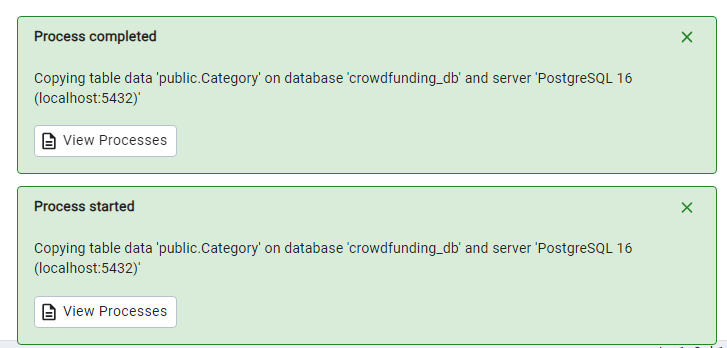 Process completed
Copying table data 'public.Category' on database 'crowdfunding_db' and server 'PostgreSQL 16
(localhost:5432)'
View Processes
Process started
Copying table data 'public.Category' on database 'crowdfunding_db' and server 'PostgreSQL 16
(localhost:5432)'
View Processes